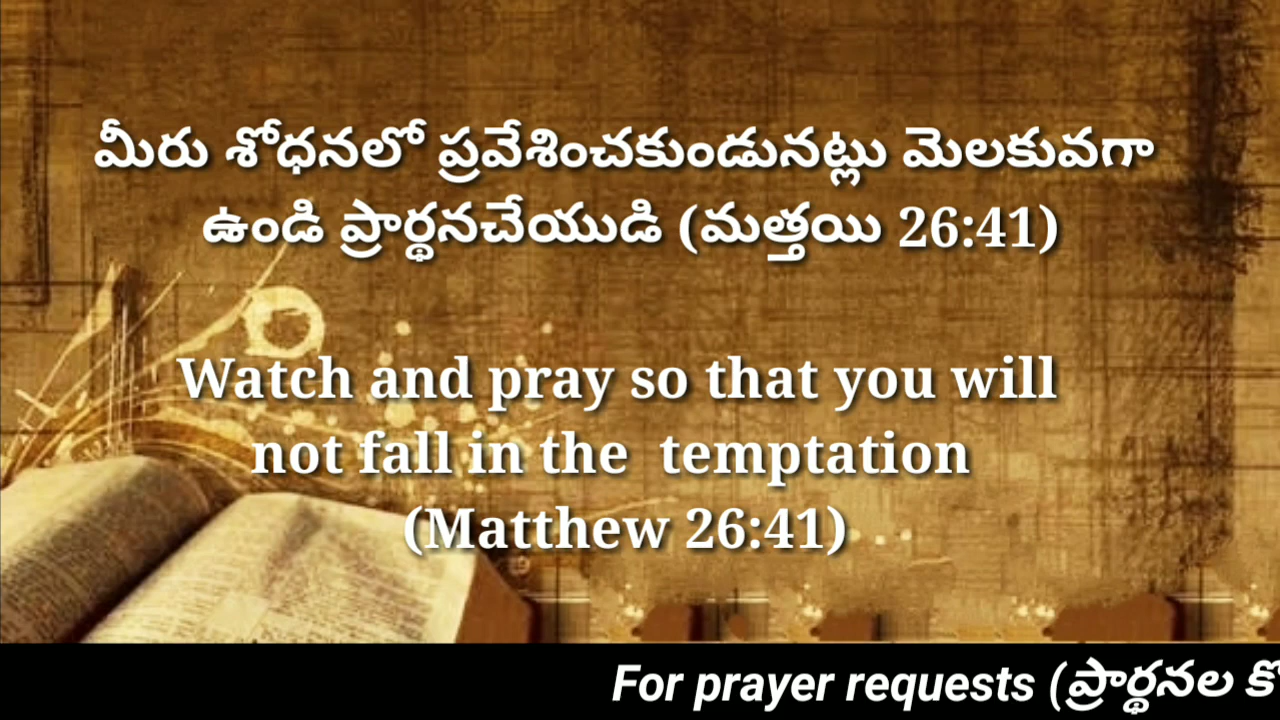 మీరు శోధనలో ప్రవేశించకుండునట్లు మెలకువగా
ఉండి ప్రార్థనచేయుడి (మత్తయి 26:41)
Watch and pray so that you will
not fall in the temptation
(Matthew 26:41)
For prayer requests (ప్రార్థనల